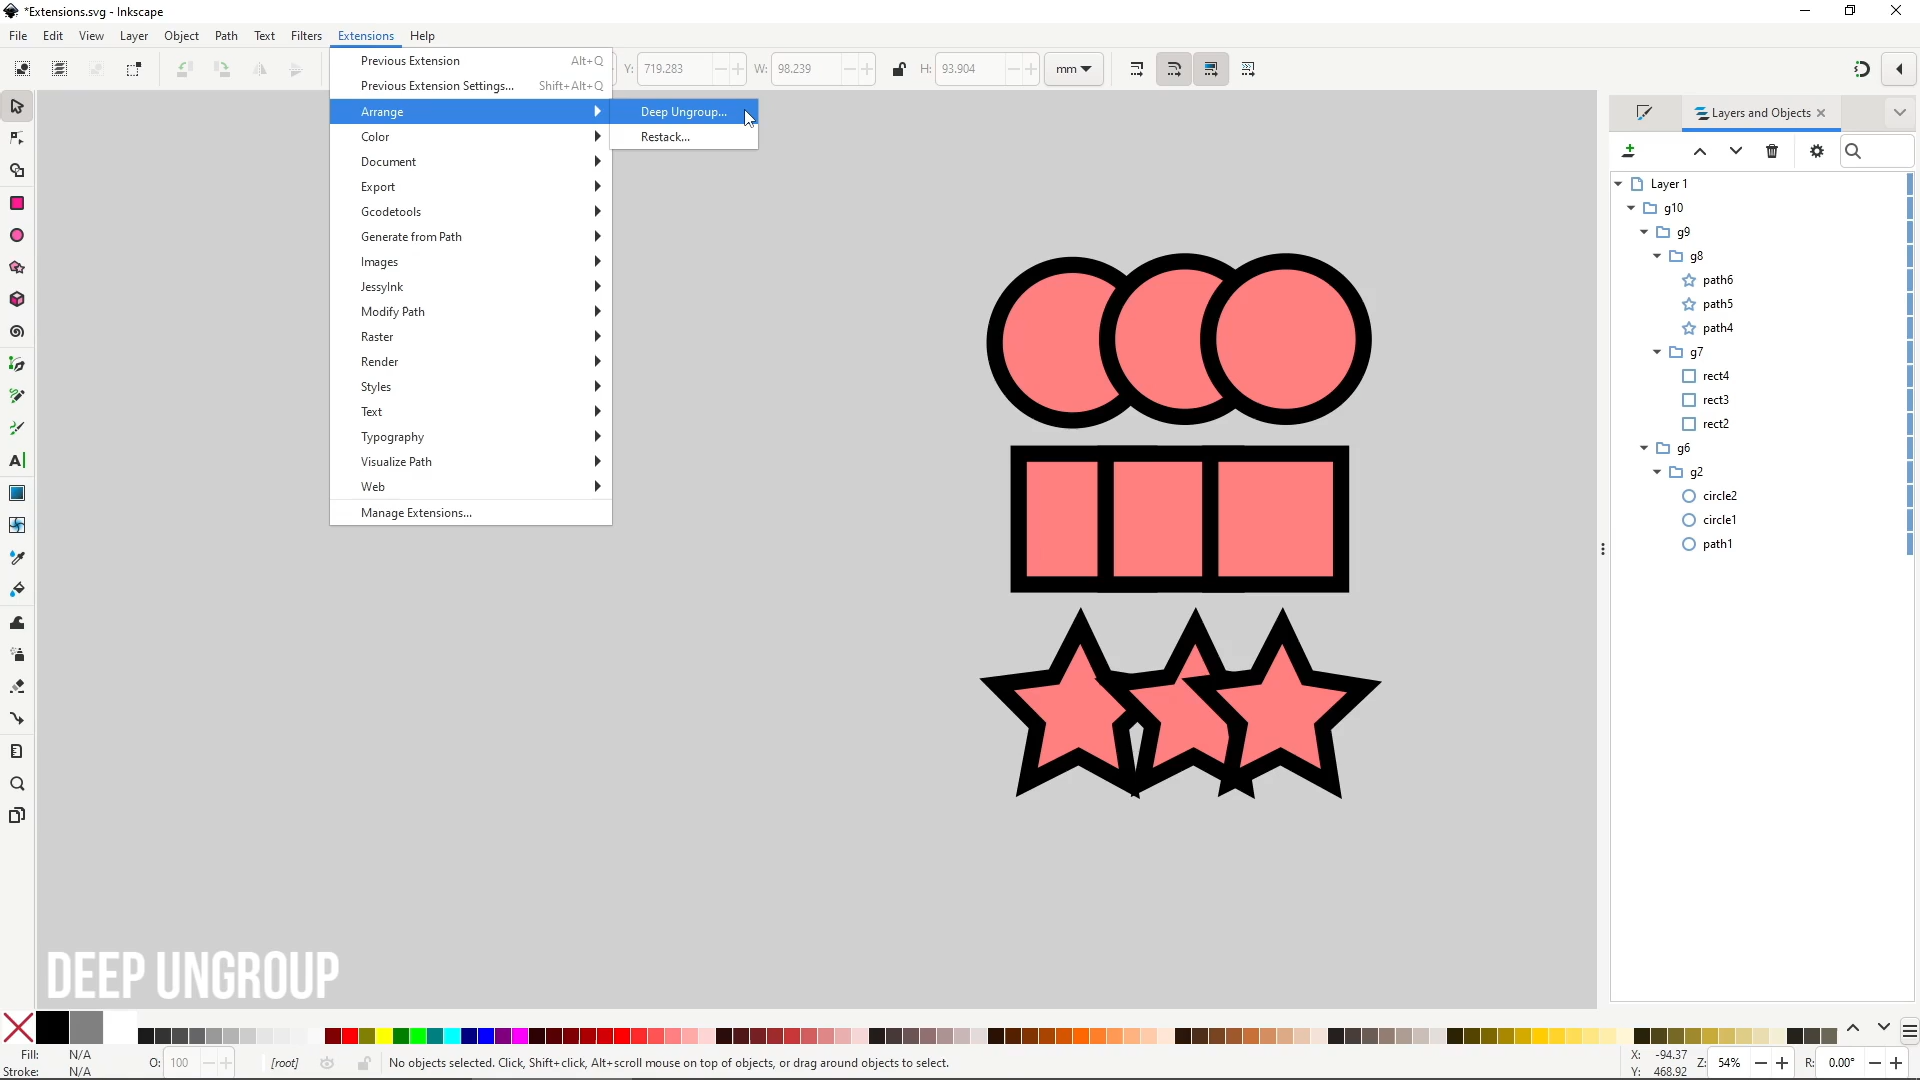 *Extensions.svg - Inkscape
File Edit View Layer Object Path Text Filters Extensions Help
Y: 719.283 W: 98.239 H: 93.904 mm
Previous Extension Alt+Q
Previous Extension Settings... Shift+Alt+Q
Arrange
Color
Document
Export
Gcodetools
Generate from Path
Images
JessyInk
Modify Path
Raster
Render
Styles
Text
Typography
Visualize Path
Web
Manage Extensions...
Deep Ungroup...
Restack...
Layers and Objects
Layer 1
g10
g9
g8
path6
path5
path4
g7
rect4
rect3
rect2
g6
g2
circle2
circle1
path1
DEEP UNGROUP
Fill: N/A
Stroke: N/A
O: 100
[root]
No objects selected. Click, Shift+click, Alt+scroll mouse on top of objects, or drag around objects to select.
X: -94.37
Y: 468.92
Z: 54%
R: 0.00°